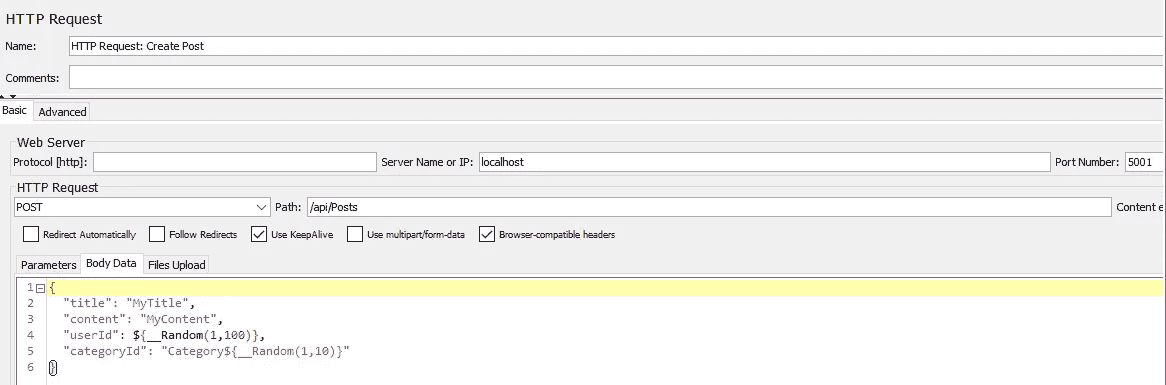 HTTP Request
Name: HTTP Request: Create Post
Comments:
Basic Advanced
Web Server
Protocol [http]: Server Name or IP: localhost Port Number: 5001
HTTP Request
POST Path: /api/Posts Content e
Redirect Automatically Follow Redirects Use KeepAlive Use multipart/form-data Browser-compatible headers
Parameters Body Data Files Upload
1 {
2 "title": "MyTitle",
3 "content": "MyContent",
4 "userId": ${__Random(1,100)},
5 "categoryId": "Category${__Random(1,10)}"
6 }